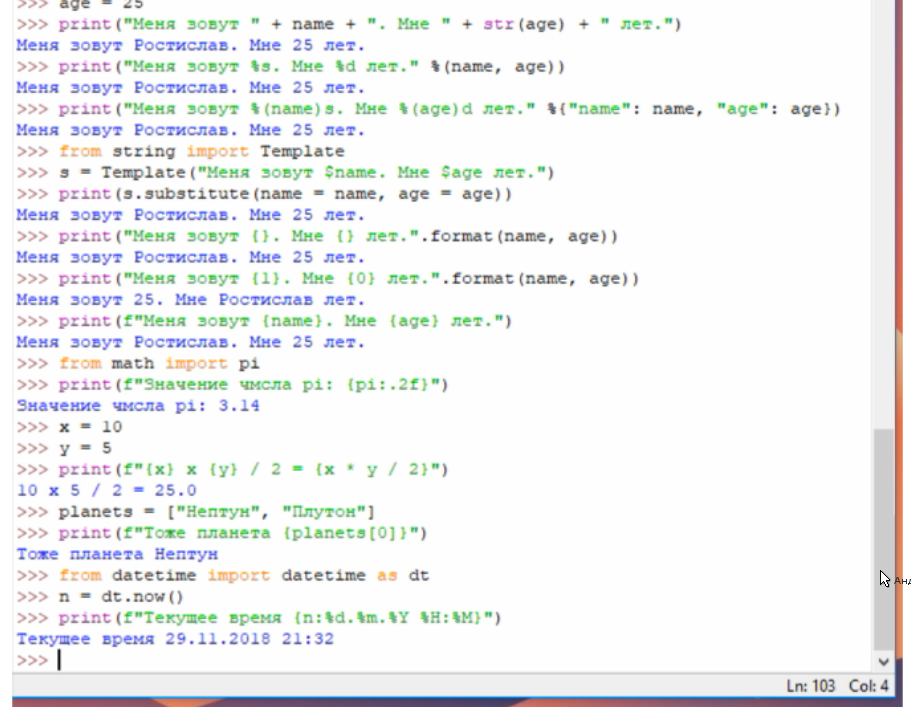 >>> age = 25
>>> print("Меня зовут " + name + ". Мне " + str(age) + " лет.")
Меня зовут Ростислав. Мне 25 лет.
>>> print("Меня зовут %s. Мне %d лет." %(name, age))
Меня зовут Ростислав. Мне 25 лет.
>>> print("Меня зовут %(name)s. Мне %(age)d лет." %{"name": name, "age": age})
Меня зовут Ростислав. Мне 25 лет.
>>> from string import Template
>>> s = Template("Меня зовут $name. Мне $age лет.")
>>> print(s.substitute(name = name, age = age))
Меня зовут Ростислав. Мне 25 лет.
>>> print("Меня зовут {}. Мне {} лет.".format(name, age))
Меня зовут Ростислав. Мне 25 лет.
>>> print("Меня зовут {1}. Мне {0} лет.".format(name, age))
Меня зовут 25. Мне Ростислав лет.
>>> print(f"Меня зовут {name}. Мне {age} лет.")
Меня зовут Ростислав. Мне 25 лет.
>>> from math import pi
>>> print(f"Значение чмсла pi: {pi:.2f}")
Значение чмсла pi: 3.14
>>> x = 10
>>> y = 5
>>> print(f"{x} x {y} / 2 = {x * y / 2}")
10 x 5 / 2 = 25.0
>>> planets = ["Нептун", "Плутон"]
>>> print(f"Тоже планета {planets[0]}")
Тоже планета Нептун
>>> from datetime import datetime as dt
>>> n = dt.now()
>>> print(f"Текущее время {n:%d.%m.%Y %H:%M}")
Текущее время 29.11.2018 21:32
>>>
Ln: 103 Col: 4